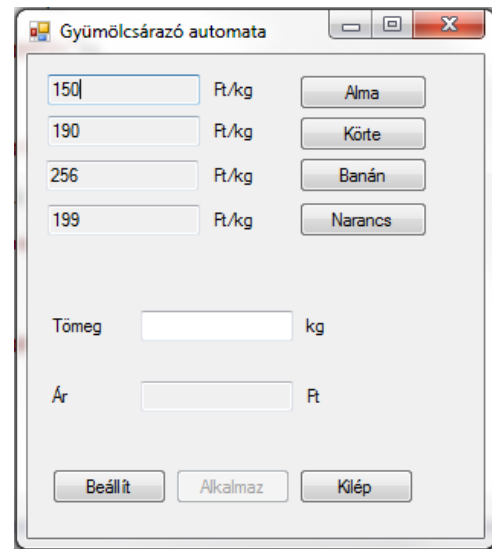 Gyümölcsárazó automata
150 Ft/kg Alma
190 Ft/kg Körte
256 Ft/kg Banán
199 Ft/kg Narancs
Tömeg kg
Ár Ft
Beállít Alkalmaz Kilép